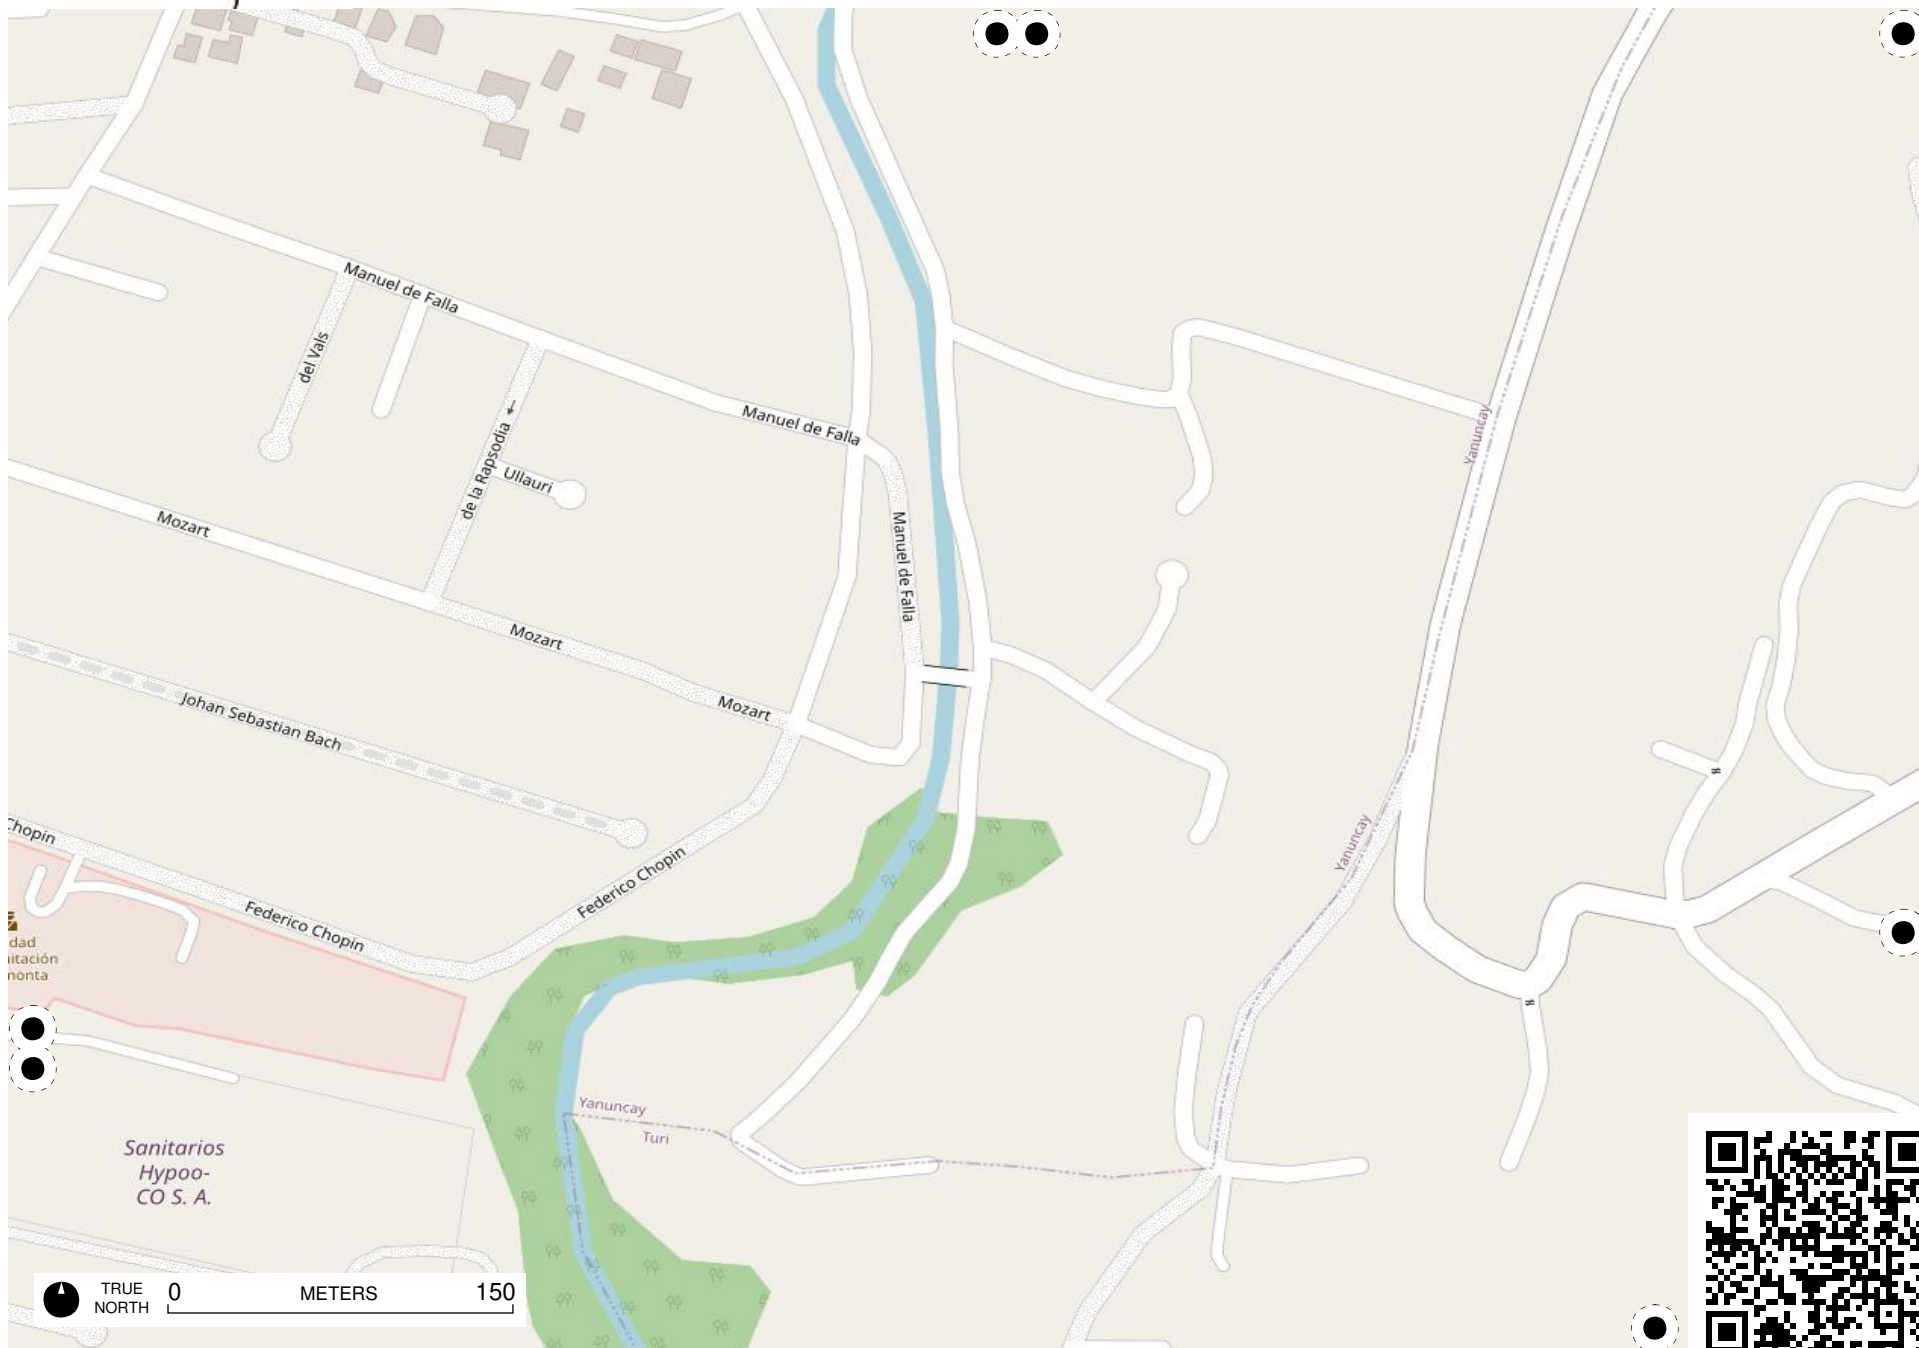 Manuel de Falla
del Vals
Manuel de Falla
de la Rapsodia
Ullauri
Yanuncay
Mozart
Manuel de Falla
Mozart
Mozart
Johan Sebastian Bach
Chopin
Federico Chopin
Yanuncay
Federico Chopin
dad
itación
monta
Yanuncay
Turi
Sanitarios
Hypoo-
CO S. A.
TRUE
NORTH
0 METERS 150